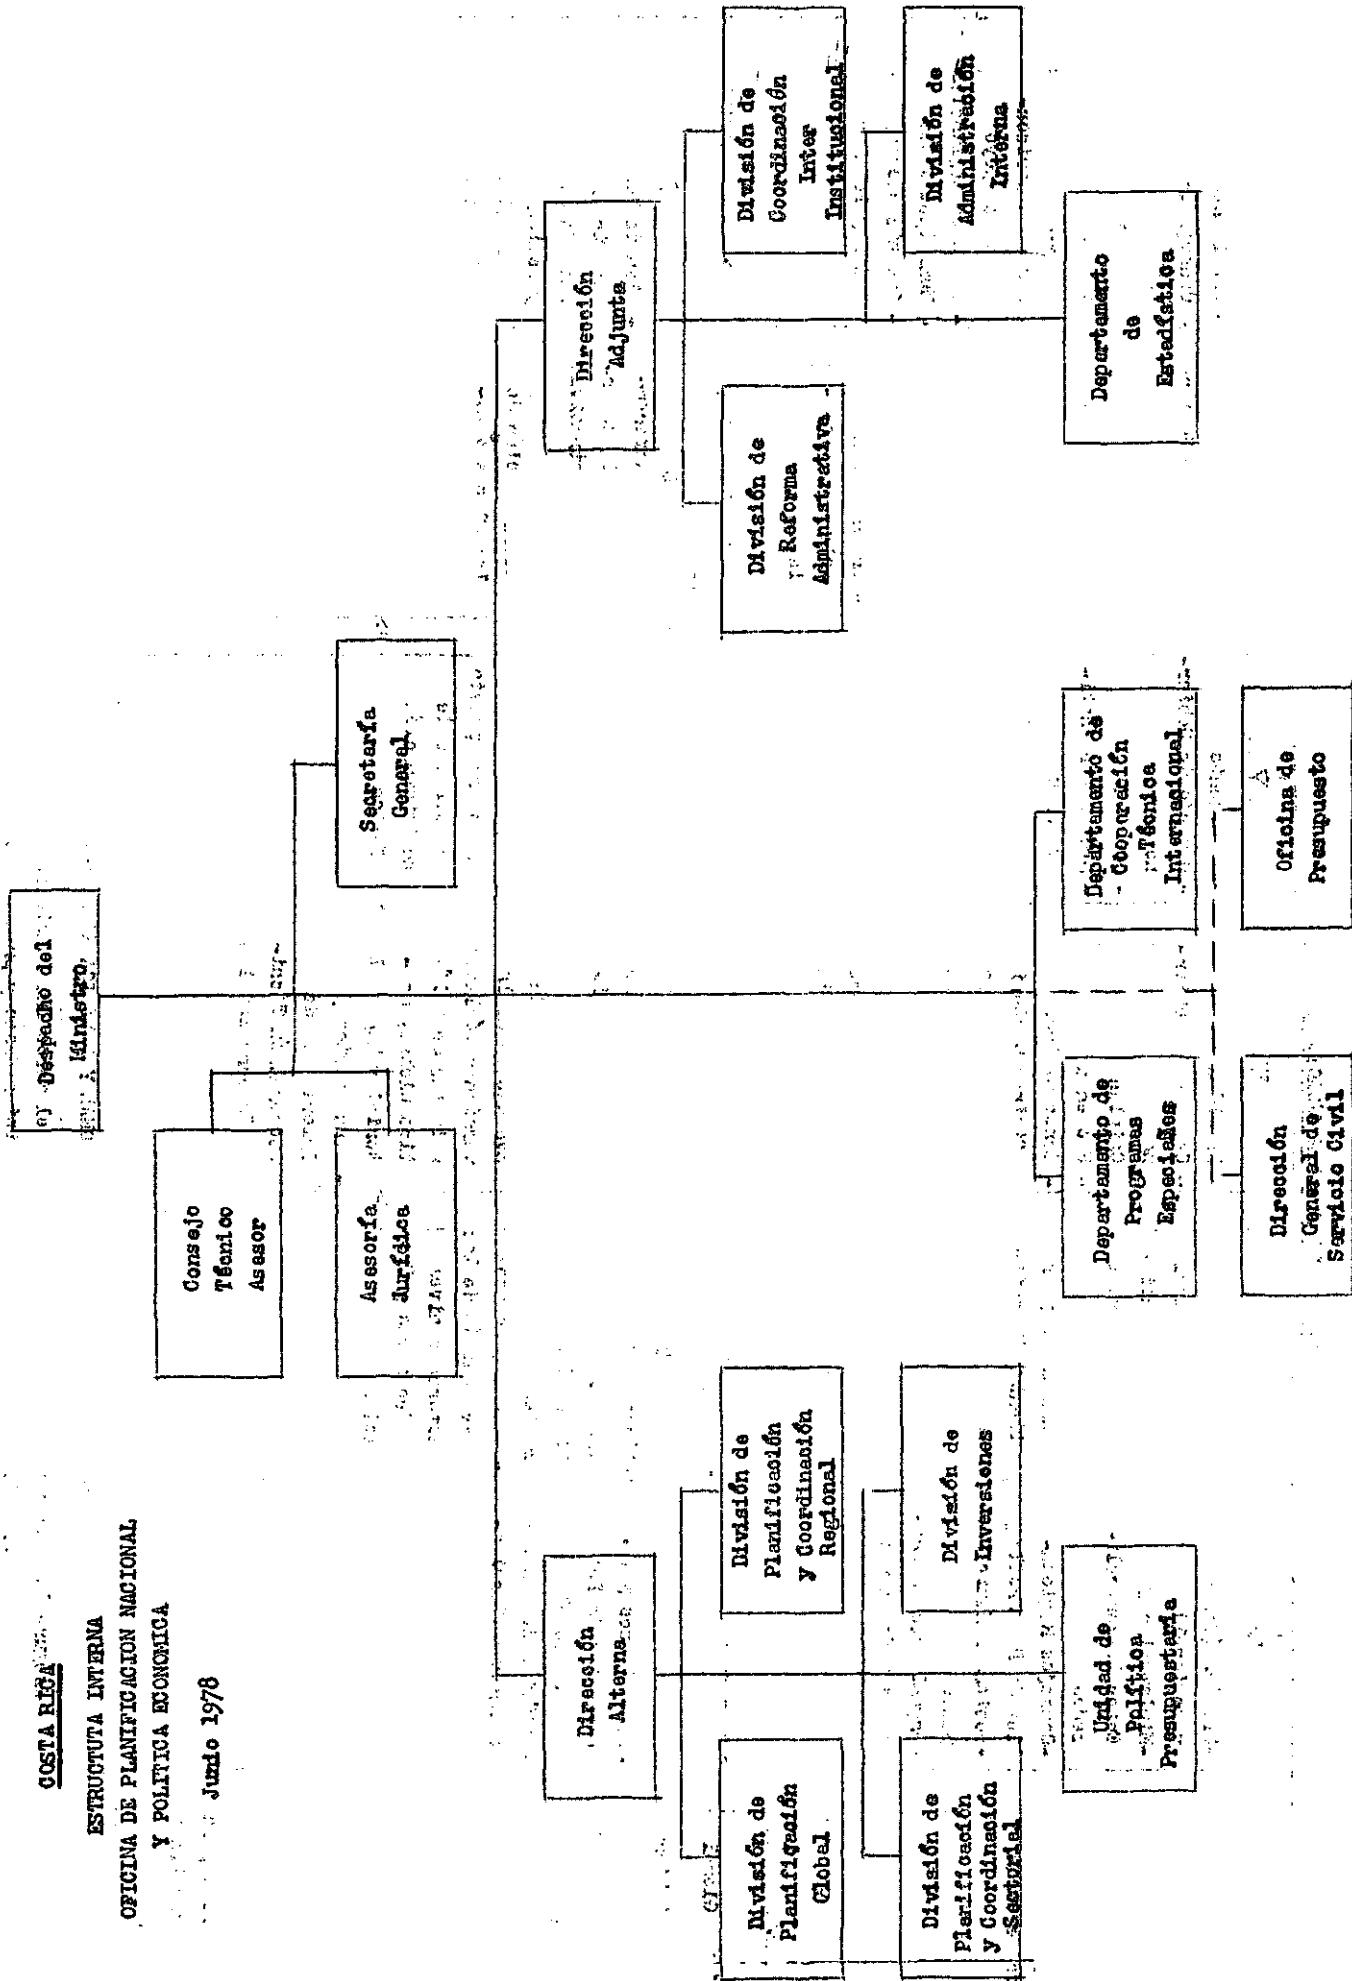 COSTA RICA
ESTRUCTUTA INTERNA
OFICINA DE PLANIFICACION NACIONAL
Y POLITICA ECONOMICA
Junio 1978
Despacho del
Ministro
Consejo
Técnico
Asesor
Asesoría
Jurídica
Secretaría
General
Dirección
Alterna
Dirección
Adjunta
División de
Planificación
Global
División de
Planificación
y Coordinación
Regional
División de
Reforma
Administrativa
División de
Coordinación
Inter
Institucional
División de
Planificación
y Coordinación
Sectorial
División de
Inversiones
División de
Administración
Interna
Unidad de
Política
Presupuestaria
Departamento de
Programas
Especiales
Departamento de
Cooperación
Técnica
Internacional
Departamento
de
Estadística
Dirección
General de
Servicio Civil
Oficina de
Presupuesto